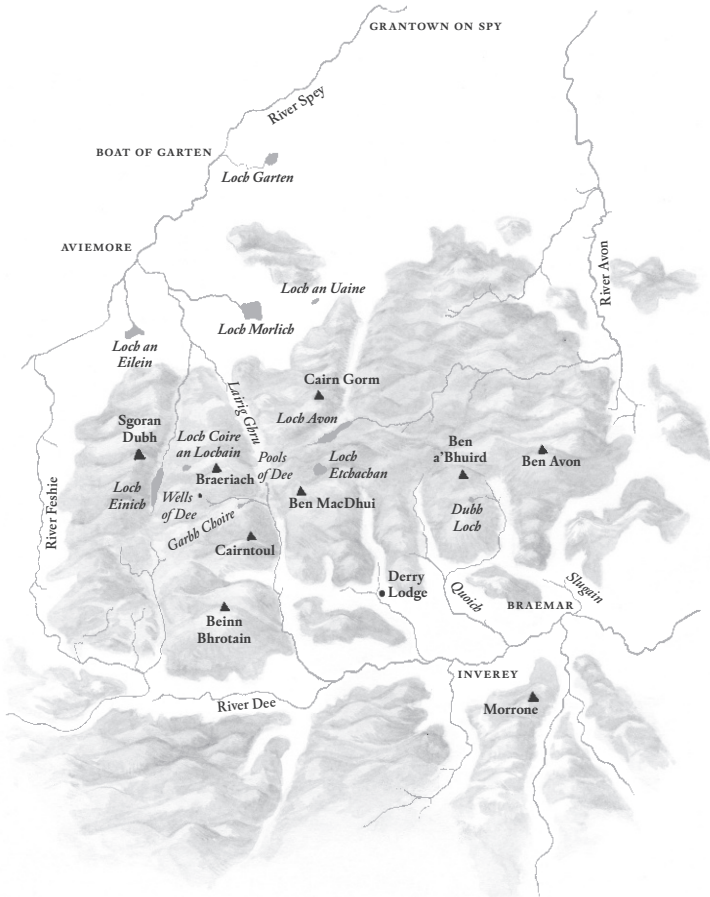 GRANTOWN ON SPY
River Spey
BOAT OF GARTEN
Loch Garten
AVIEMORE
River Avon
Loch an Uaine
Loch Morlich
Loch an
Eilein
Cairn Gorm
Lairig Ghru
Loch Avon
Sgoran
Dubh
Loch Coire
an Lochain
Braeriach
Pools
of Dee
Loch
Etchachan
Ben
a'Bhuird
Ben Avon
Loch
Einich
Wells
of Dee
Ben MacDhui
Dubh
Loch
River Feshie
Garbh Choire
Cairntoul
Derry
Lodge
Quoich
Slugain
BRAEMAR
Beinn
Bhrotain
INVEREY
River Dee
Morrone